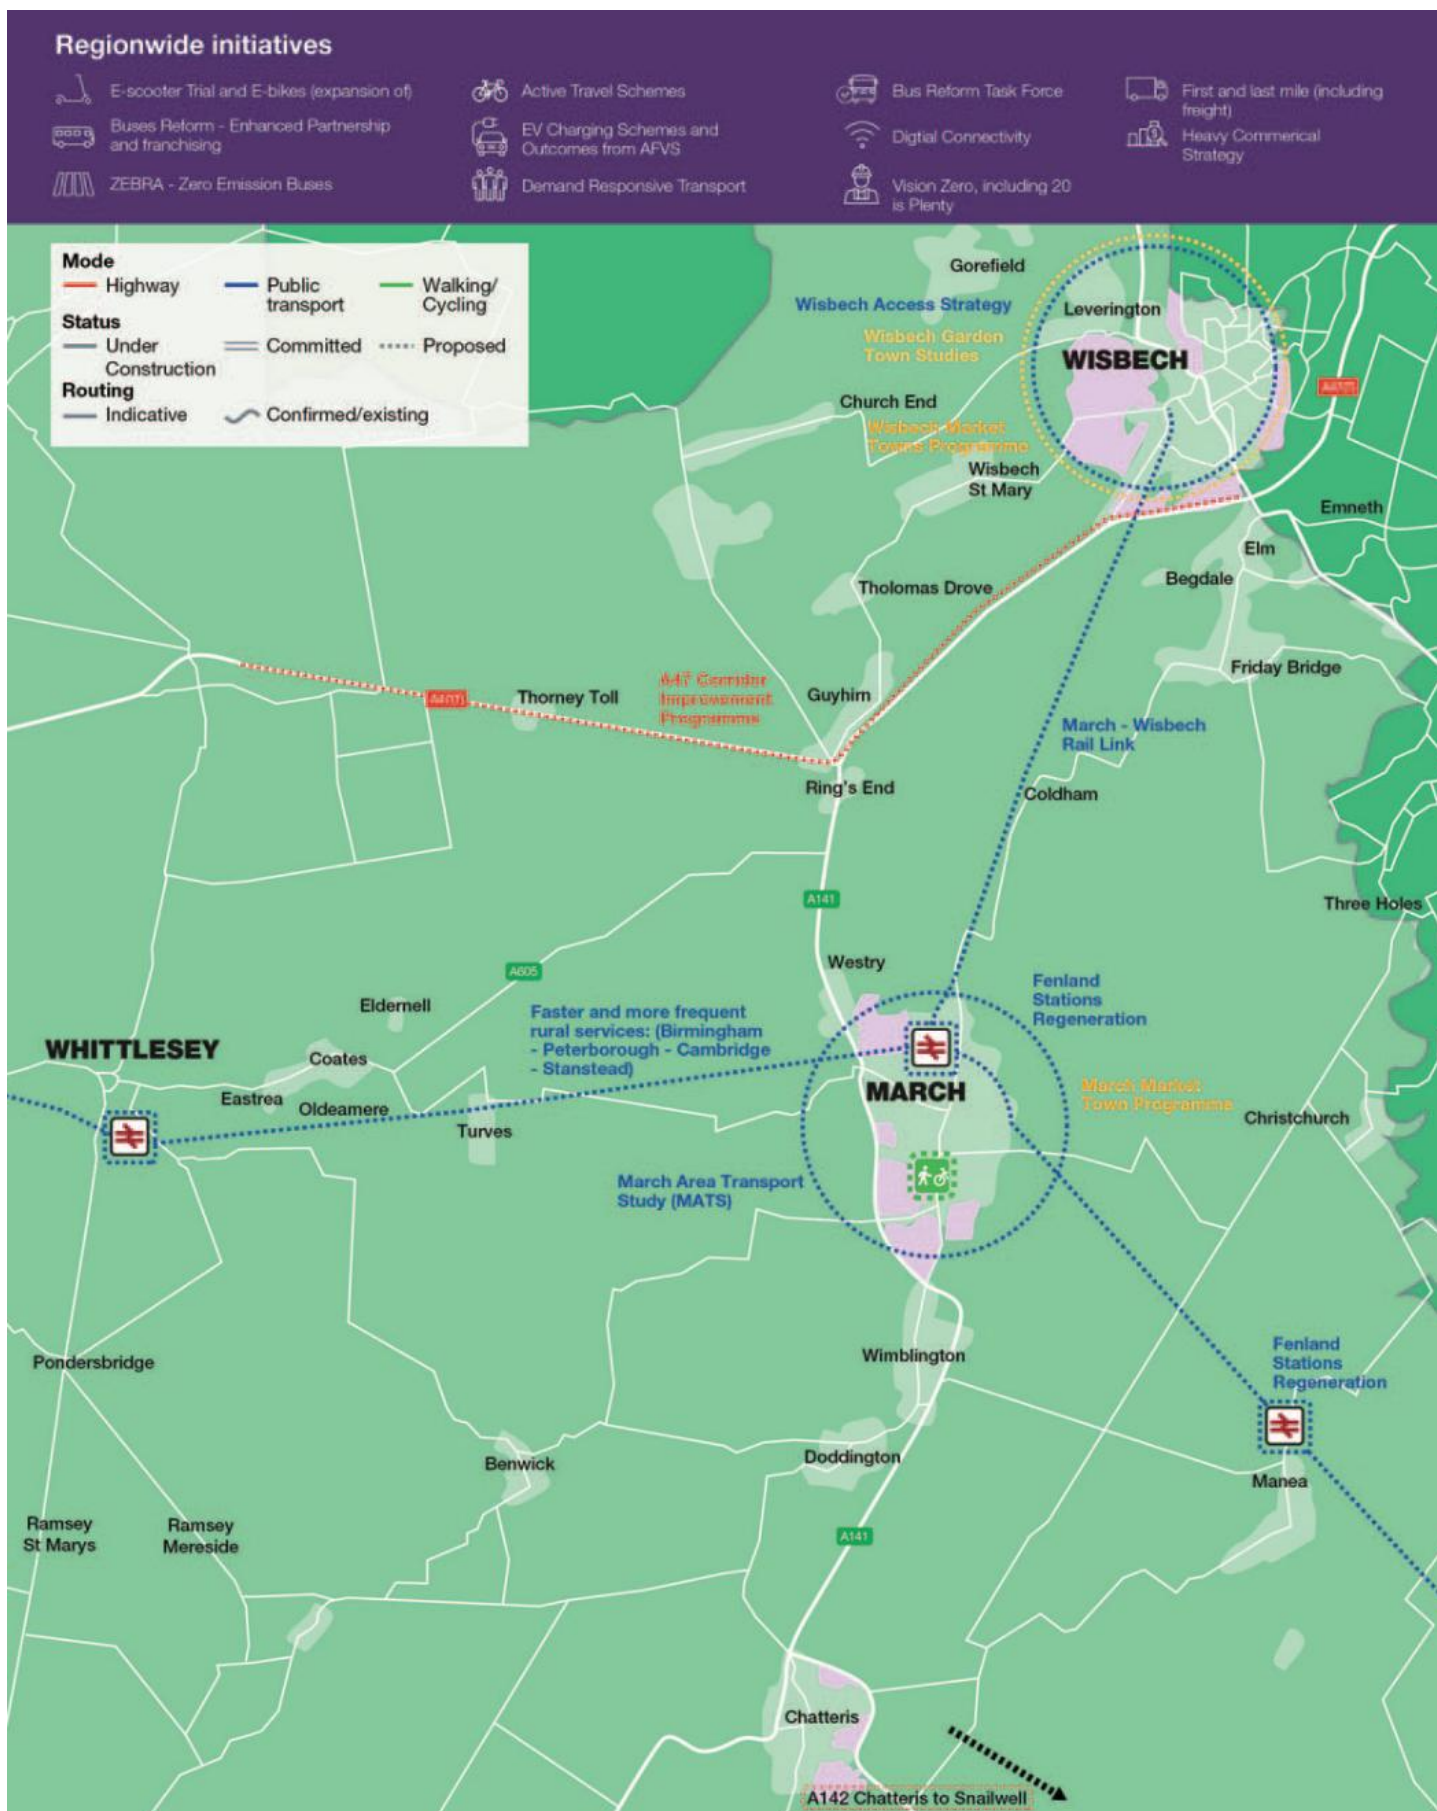 Regionwide initiatives
E-scooter Trial and E-bikes (expansion of)
Buses Reform - Enhanced Partnership
and franchising
ZEBRA - Zero Emission Buses
Active Travel Schemes
EV Charging Schemes and
Outcomes from AFVS
Demand Responsive Transport
Bus Reform Task Force
Digtial Connectivity
Vision Zero, including 20
is Plenty
First and last mile (including
freight)
Heavy Commerical
Strategy
Mode
Highway
Public
transport
Walking/
Cycling
Status
Under
Construction
Committed
Proposed
Routing
Indicative
Confirmed/existing
Gorefield
Wisbech Access Strategy
Leverington
Wisbech Garden
Town Studies
WISBECH
Church End
Wisbech Market
Towns Programme
Wisbech
St Mary
Emneth
Elm
Begdale
Tholomas Drove
Friday Bridge
A47 Corridor
Improvement
Programme
Thorney Toll
Guyhirn
March - Wisbech
Rail Link
Ring's End
Coldham
A141
Three Holes
Westry
A605
Fenland
Stations
Regeneration
Eldernell
Faster and more frequent
rural services: (Birmingham
- Peterborough - Cambridge
- Stanstead)
WHITTLESEY
Coates
MARCH
March Market
Town Programme
Eastrea
Oldeamere
Christchurch
Turves
March Area Transport
Study (MATS)
Wimblington
Fenland
Stations
Regeneration
Pondersbridge
Benwick
Doddington
Manea
Ramsey
St Marys
Ramsey
Mereside
A141
Chatteris
A142 Chatteris to Snailwell